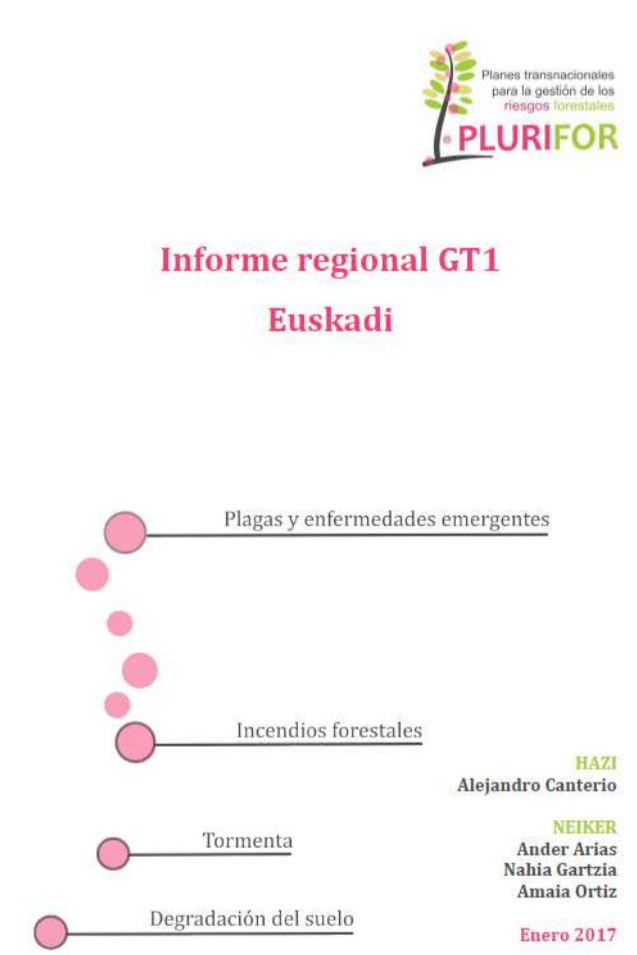 Planes transnacionales
para la gestión de los
riesgos forestales
PLURIFOR
Informe regional GT1
Euskadi
Plagas y enfermedades emergentes
Incendios forestales
HAZI
Alejandro Canterio
NEIKER
Tormenta
Ander Arias
Nahia Gartzia
Amaia Ortiz
Degradación del suelo
Enero 2017